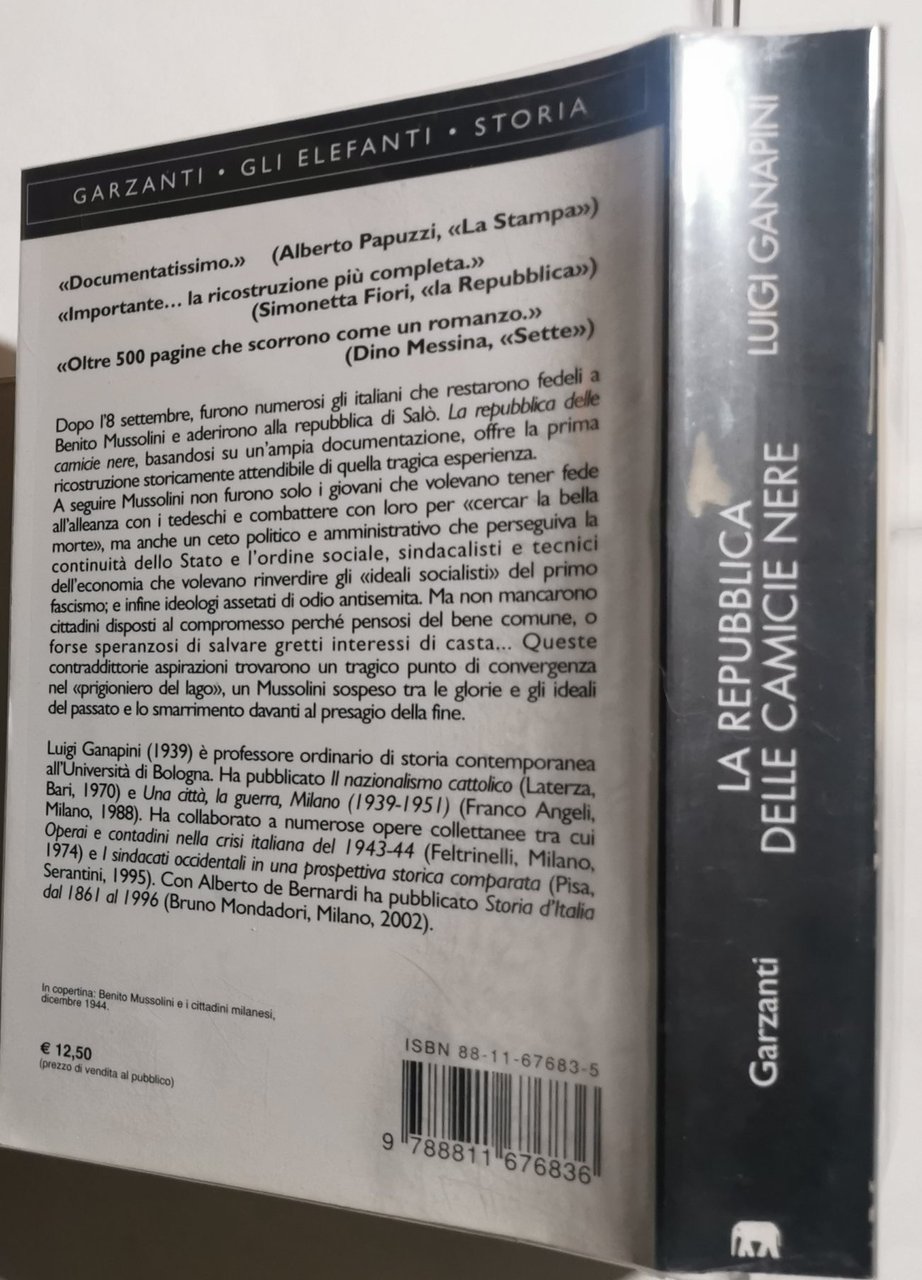 GARZANTI • GLI ELEFANTI • STORIA
«Documentatissimo.» (Alberto Papuzzi, «La Stampa»)
«Importante... la ricostruzione più completa.»
(Simonetta Fiori, «la Repubblica»)
«Oltre 500 pagine che scorrono come un romanzo.»
(Dino Messina, «Sette»)
Dopo l'8 settembre, furono numerosi gli italiani che restarono fedeli a
Benito Mussolini e aderirono alla repubblica di Salò. La repubblica delle
camicie nere, basandosi su un'ampia documentazione, offre la prima
ricostruzione storicamente attendibile di quella tragica esperienza.
A seguire Mussolini non furono solo i giovani che volevano tener fede
all'alleanza con i tedeschi e combattere con loro per «cercar la bella
morte», ma anche un ceto politico e amministrativo che perseguiva la
continuità dello Stato e l'ordine sociale, sindacalisti e tecnici
dell'economia che volevano rinverdire gli «ideali socialisti» del primo
fascismo; e infine ideologi assetati di odio antisemita. Ma non mancarono
cittadini disposti al compromesso perché pensosi del bene comune, o
forse speranzosi di salvare gretti interessi di casta... Queste
contraddittorie aspirazioni trovarono un tragico punto di convergenza
nel «prigioniero del lago», un Mussolini sospeso tra le glorie e gli ideali
del passato e lo smarrimento davanti al presagio della fine.
Luigi Ganapini (1939) è professore ordinario di storia contemporanea
all'Università di Bologna. Ha pubblicato Il nazionalismo cattolico (Laterza,
Bari, 1970) e Una città, la guerra, Milano (1939-1951) (Franco Angeli,
Milano, 1988). Ha collaborato a numerose opere collettanee tra cui
Operai e contadini nella crisi italiana del 1943-44 (Feltrinelli, Milano,
1974) e I sindacati occidentali in una prospettiva storica comparata (Pisa,
Serantini, 1995). Con Alberto de Bernardi ha pubblicato Storia d'Italia
dal 1861 al 1996 (Bruno Mondadori, Milano, 2002).
In copertina: Benito Mussolini e i cittadini milanesi,
dicembre 1944.
€ 12,50
(prezzo di vendita al pubblico)
ISBN 88-11-67683-5
9 788811 676836
LUIGI GANAPINI
LA REPUBBLICA
DELLE CAMICIE NERE
Garzanti